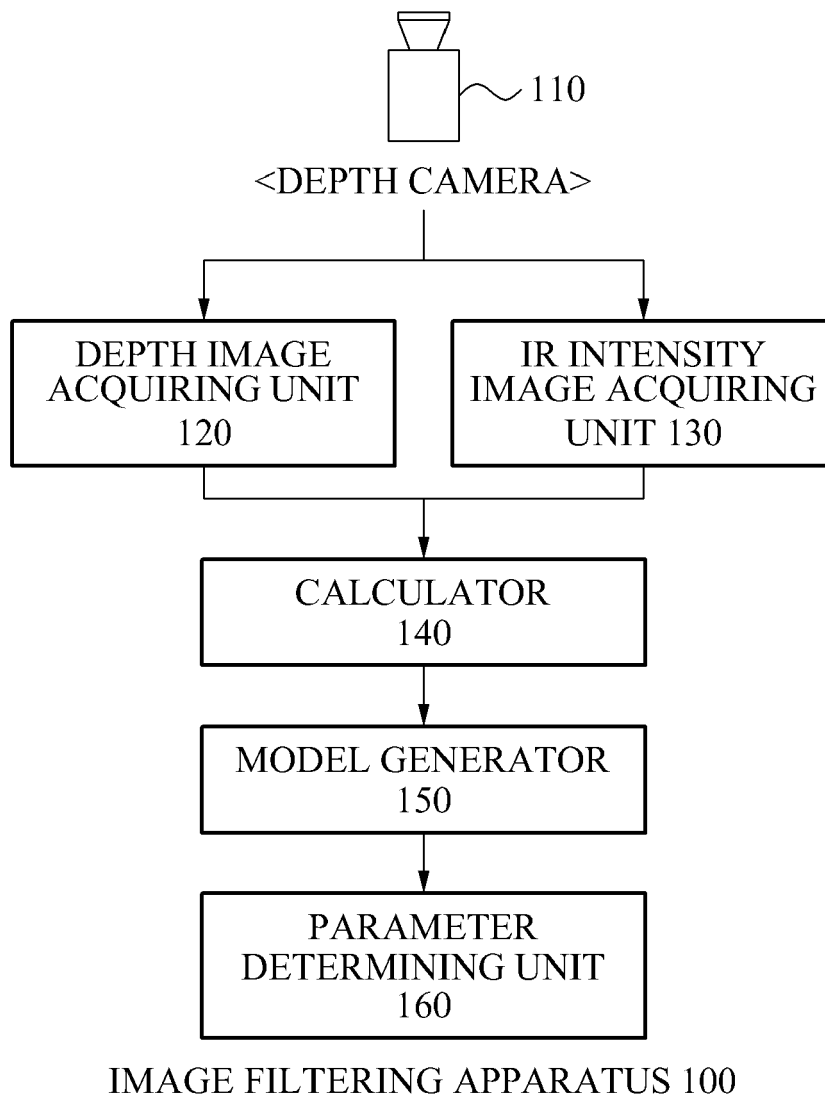 110
<DEPTH CAMERA>
DEPTH IMAGE
ACQUIRING UNIT
120
IR INTENSITY
IMAGE ACQUIRING
UNIT 130
CALCULATOR
140
MODEL GENERATOR
150
PARAMETER
DETERMINING UNIT
160
IMAGE FILTERING APPARATUS 100